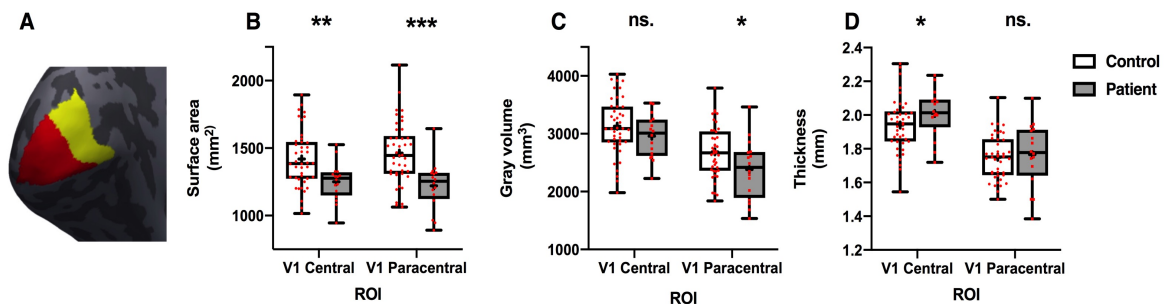 A
B
**
***
Surface area
(mm2)
2000
1500
1000
V1 Central
V1 Paracentral
ROI
C
ns.
*
Gray volume
(mm3)
4000
3000
2000
1000
V1 Central
V1 Paracentral
ROI
D
*
ns.
Thickness
(mm)
2.4
2.2
2.0
1.8
1.6
1.4
1.2
V1 Central
V1 Paracentral
ROI
Control
Patient